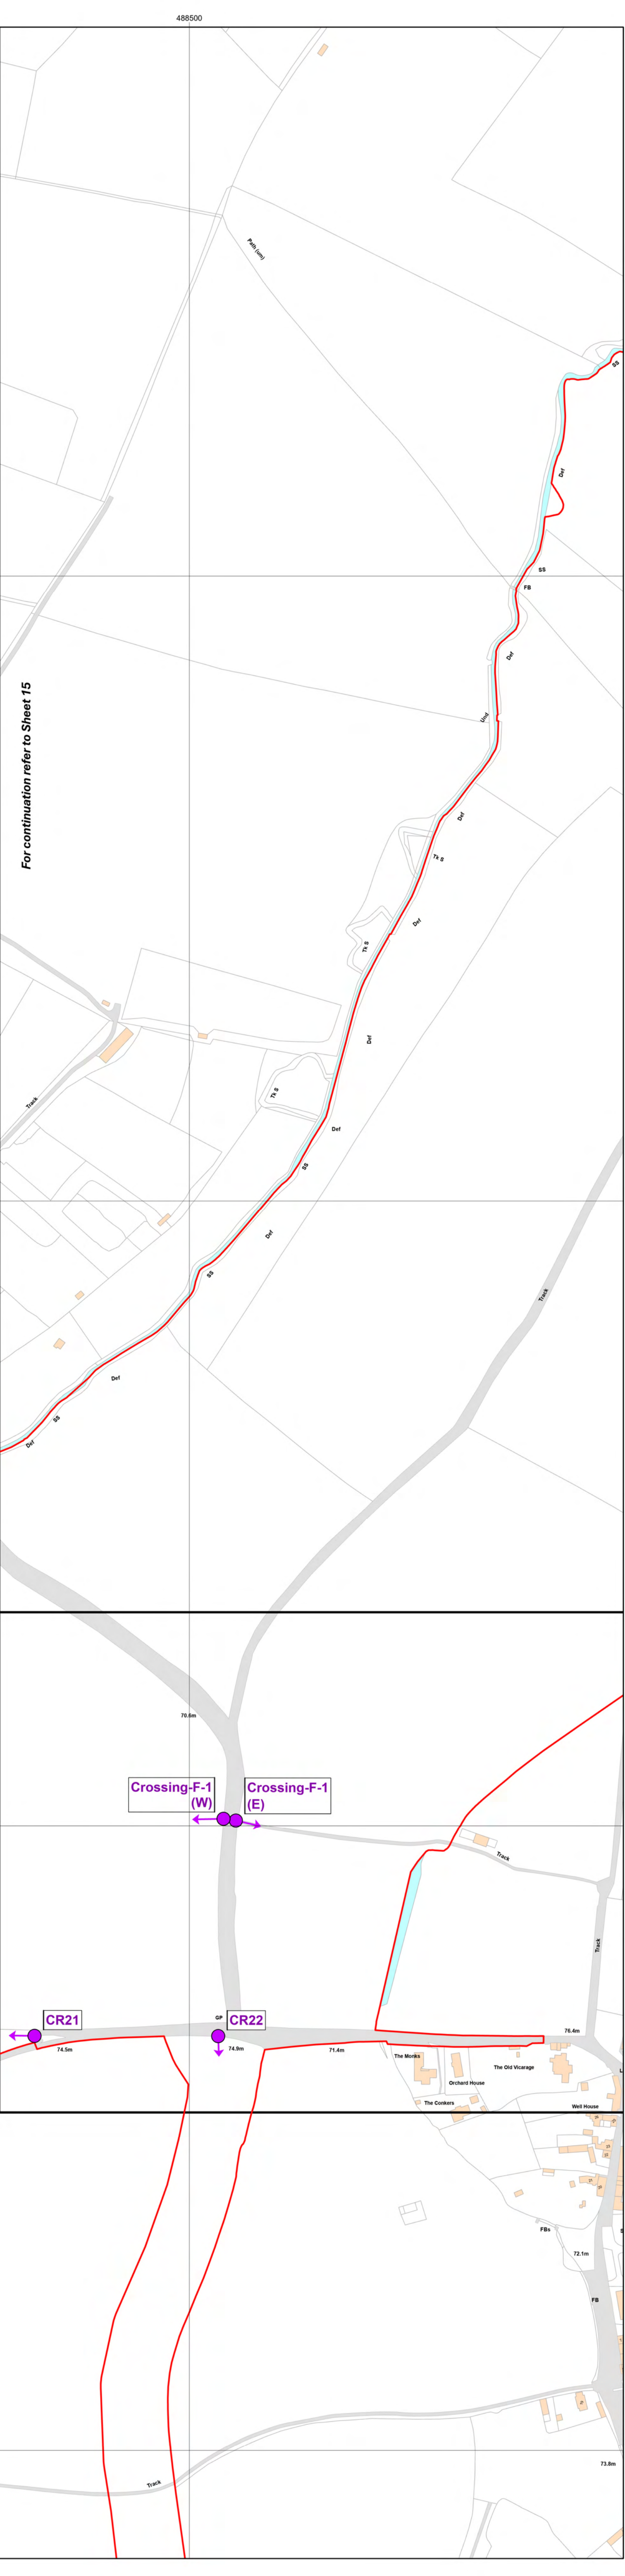 488500
Path (um)
SS
Def
SS
FB
Def
Und
Def
For continuation refer to Sheet 15
Tk S
Def
Tk S
Def
Tk S
Track
Def
SS
Def
SS
Track
Def
SS
Def
70.6m
Crossing-F-1
(W)
Crossing-F-1
(E)
Track
Track
CR21
GP
CR22
76.4m
74.5m
74.9m
71.4m
The Monks
The Old Vicarage
Orchard House
The Conkers
Well House
FBs
72.1m
FB
73.8m
Track